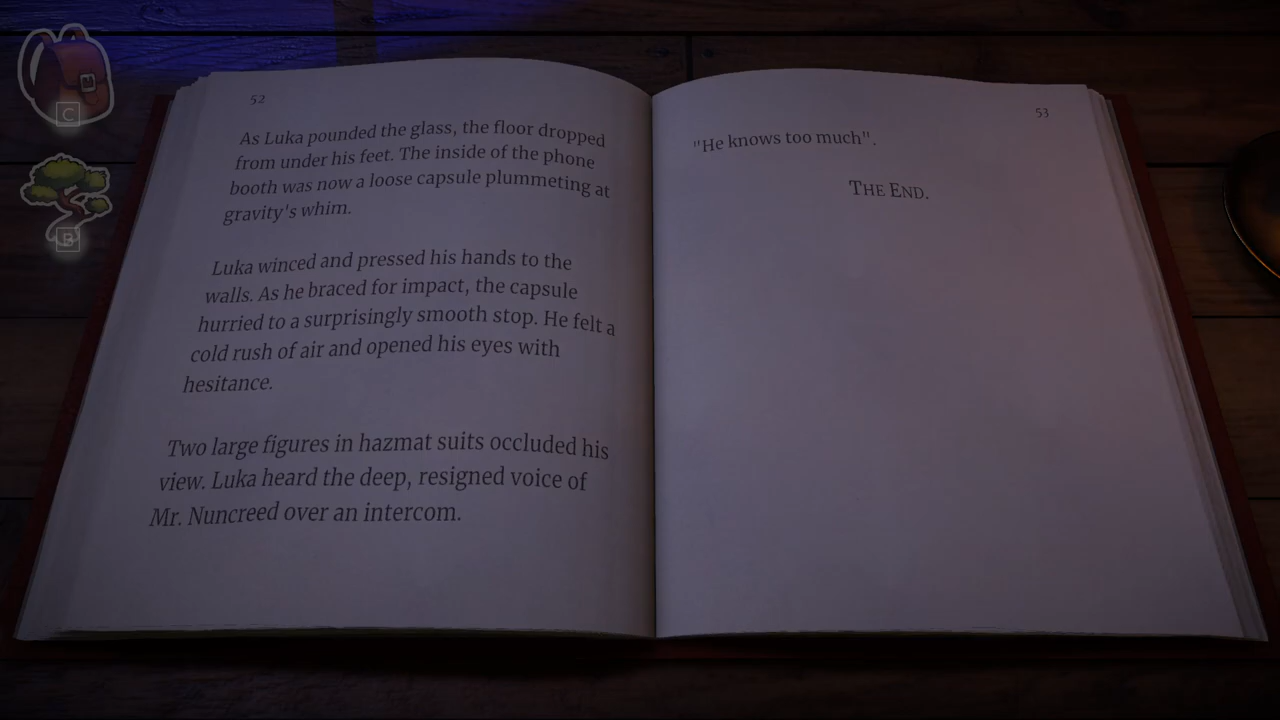 C
B
52
As Luka pounded the glass, the floor dropped
from under his feet. The inside of the phone
booth was now a loose capsule plummeting at
gravity's whim.
Luka winced and pressed his hands to the
walls. As he braced for impact, the capsule
hurried to a surprisingly smooth stop. He felt a
cold rush of air and opened his eyes with
hesitance.
Two large figures in hazmat suits occluded his
view. Luka heard the deep, resigned voice of
Mr. Nuncreed over an intercom.
53
"He knows too much".
THE END.